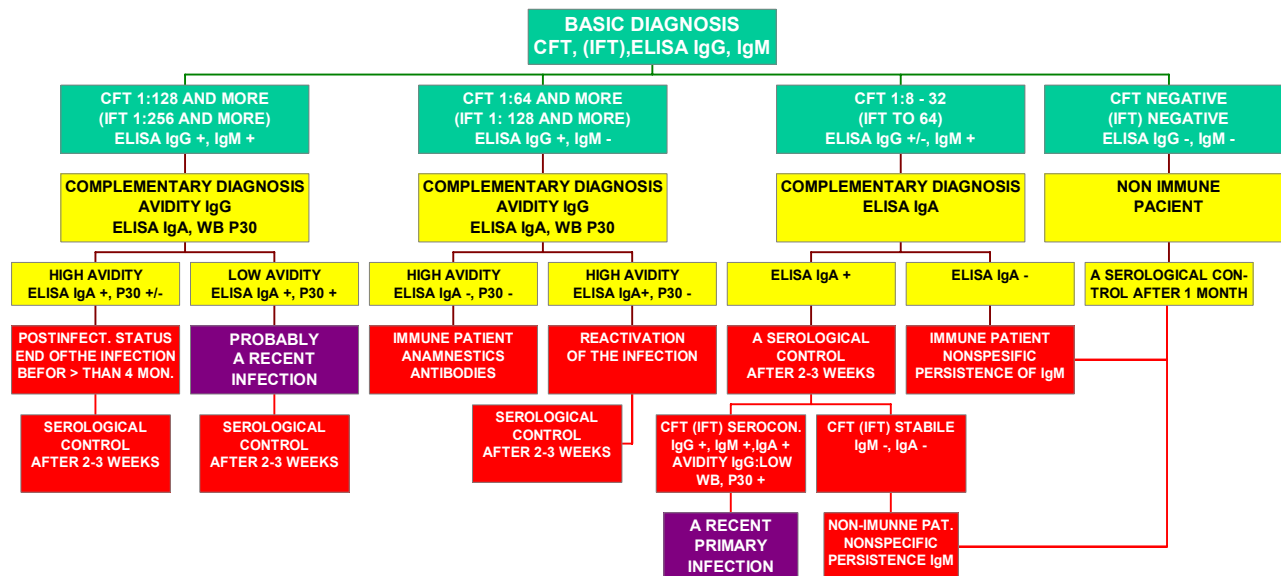 BASIC DIAGNOSIS
CFT, (IFT),ELISA IgG, IgM
CFT 1:128 AND MORE
(IFT 1:256 AND MORE)
ELISA IgG +, IgM +
CFT 1:64 AND MORE
(IFT 1: 128 AND MORE)
ELISA IgG +, IgM -
CFT 1:8 - 32
(IFT TO 64)
ELISA IgG +/-, IgM +
CFT NEGATIVE
(IFT) NEGATIVE
ELISA IgG -, IgM -
COMPLEMENTARY DIAGNOSIS
AVIDITY IgG
ELISA IgA, WB P30
COMPLEMENTARY DIAGNOSIS
AVIDITY IgG
ELISA IgA, WB P30
COMPLEMENTARY DIAGNOSIS
ELISA IgA
NON IMMUNE
PACIENT
HIGH AVIDITY
ELISA IgA +, P30 +/-
LOW AVIDITY
ELISA IgA +, P30 +
HIGH AVIDITY
ELISA IgA -, P30 -
HIGH AVIDITY
ELISA IgA+, P30 -
ELISA IgA +
ELISA IgA -
A SEROLOGICAL CON-
TROL AFTER 1 MONTH
POSTINFECT. STATUS
END OFTHE INFECTION
BEFOR > THAN 4 MON.
PROBABLY
A RECENT
INFECTION
IMMUNE PATIENT
ANAMNESTICS
ANTIBODIES
REACTIVATION
OF THE INFECTION
A SEROLOGICAL
CONTROL
AFTER 2-3 WEEKS
IMMUNE PATIENT
NONSPESIFIC
PERSISTENCE OF IgM
SEROLOGICAL
CONTROL
AFTER 2-3 WEEKS
SEROLOGICAL
CONTROL
AFTER 2-3 WEEKS
SEROLOGICAL
CONTROL
AFTER 2-3 WEEKS
CFT (IFT) SEROCON.
IgG +, IgM +,IgA +
AVIDITY IgG:LOW
WB, P30 +
CFT (IFT) STABILE
IgM -, IgA -
A RECENT
PRIMARY
INFECTION
NON-IMUNNE PAT.
NONSPECIFIC
PERSISTENCE IgM